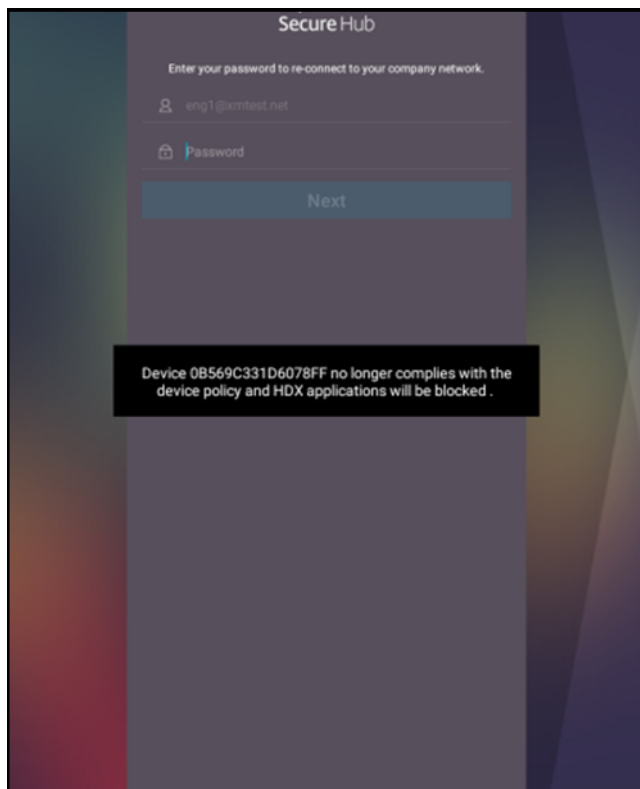 Secure Hub
Enter your password to re-connect to your company network.
eng1@xmtest.net
Password
Next
Device 0B569C331D6078FF no longer complies with the
device policy and HDX applications will be blocked .